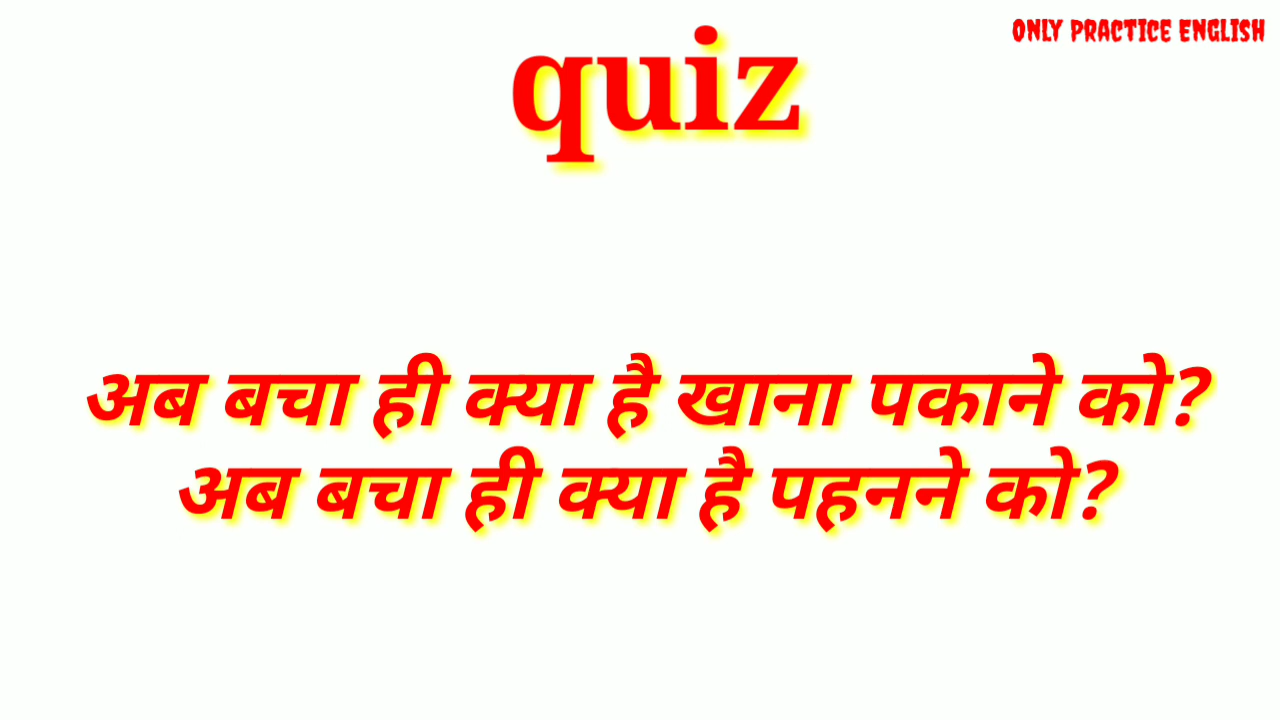 ONLY PRACTICE ENGLISH
quiz
अब बचा ही क्या है खाना पकाने को?
अब बचा ही क्या है पहनने को?